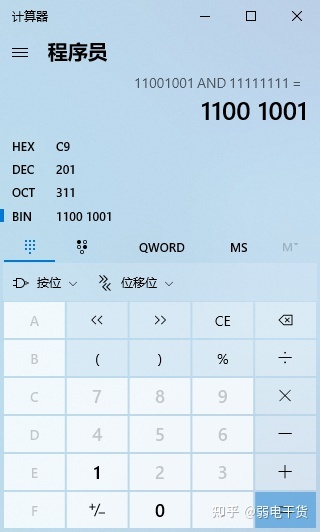 计算器
程序员
11001001 AND 11111111 =
1100 1001
HEX C9
DEC 201
OCT 311
BIN 1100 1001
QWORD MS M˅
按位 位移位
A << >> CE
B ( ) % ÷
C 7 8 9 ×
D 4 5 6 −
E 1 2 3 +
F +/− 0 . =
知乎 @弱电干货